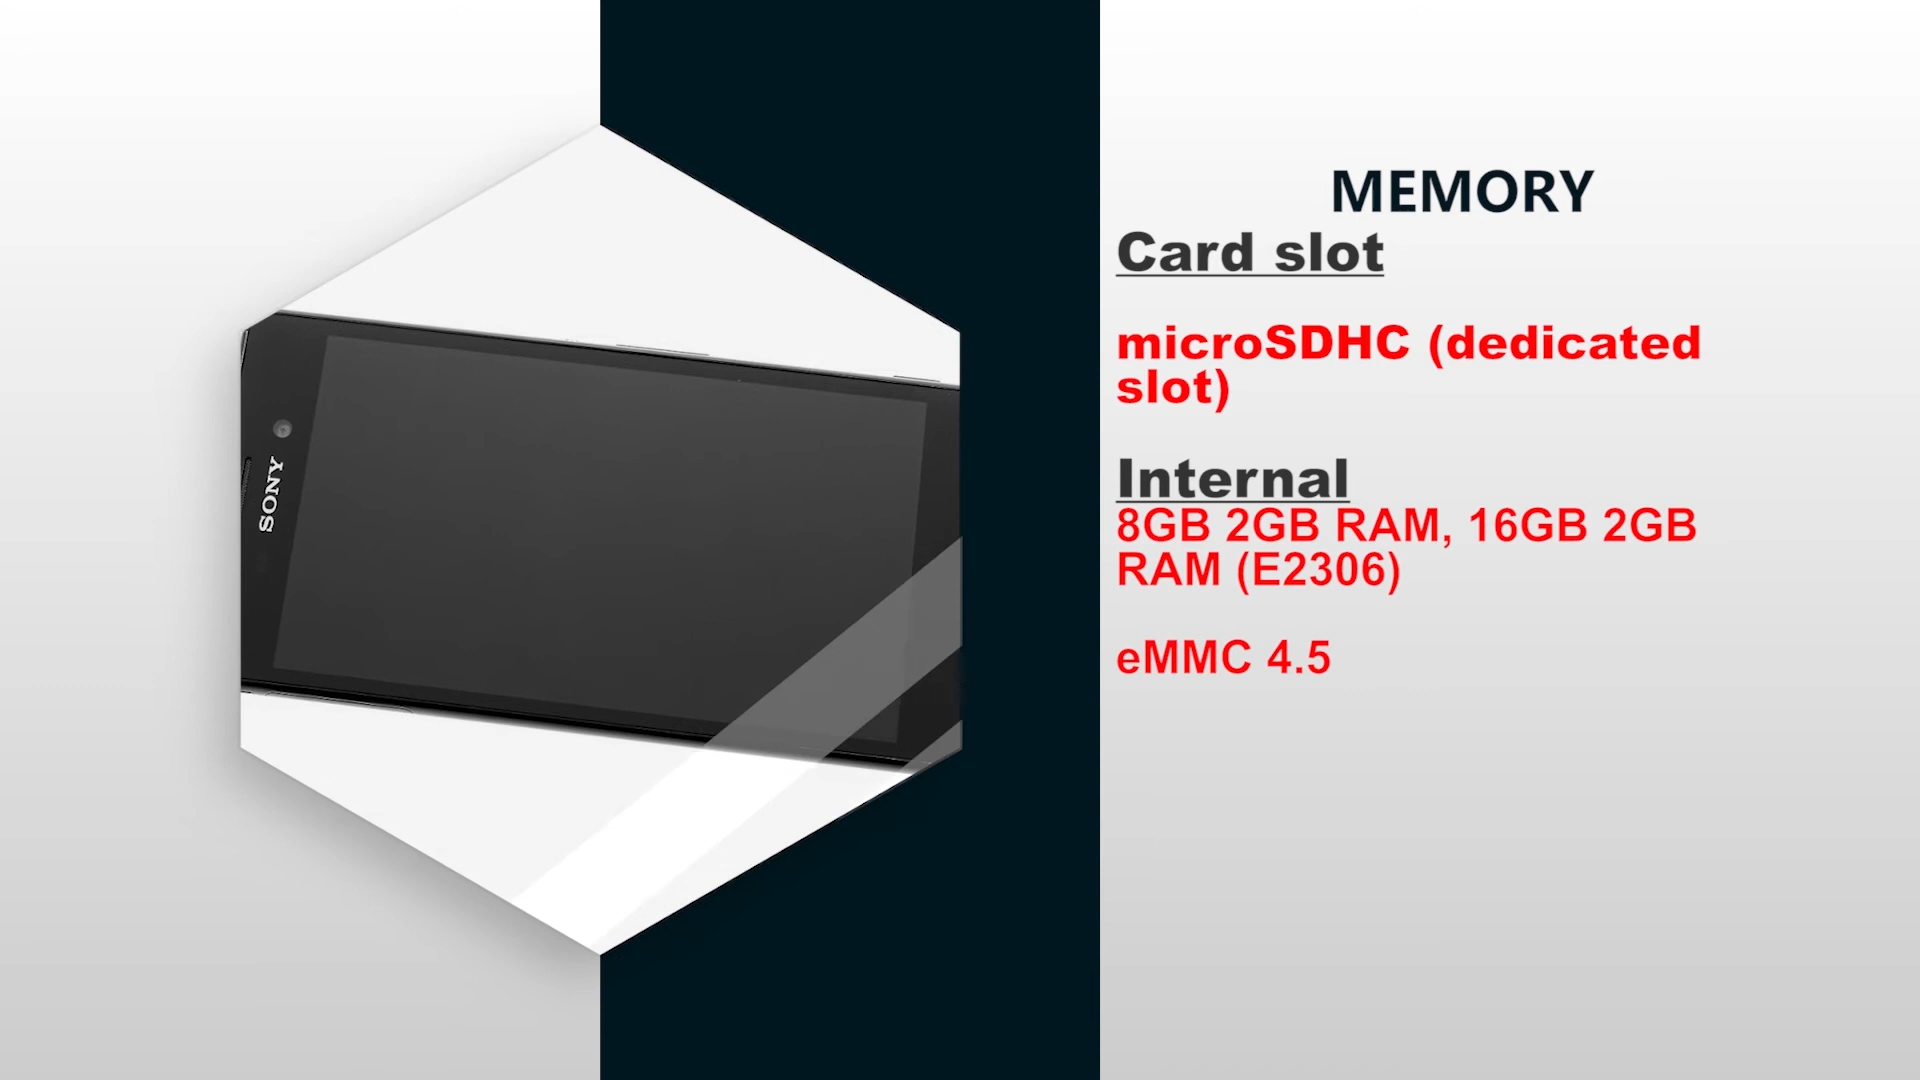 SONY
MEMORY
Card slot
microSDHC (dedicated
slot)
Internal
8GB 2GB RAM, 16GB 2GB
RAM (E2306)
eMMC 4.5